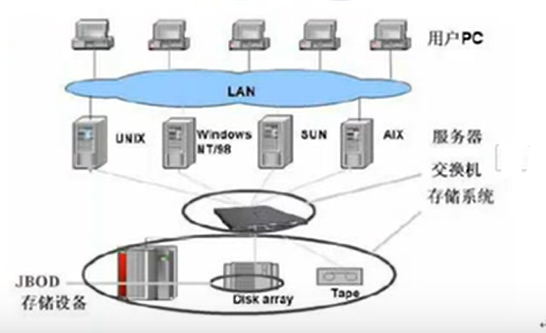 用户PC
LAN
UNIX
Windows
NT/98
SUN
AIX
服务器
交换机
存储系统
JBOD
存储设备
Disk array
Tape